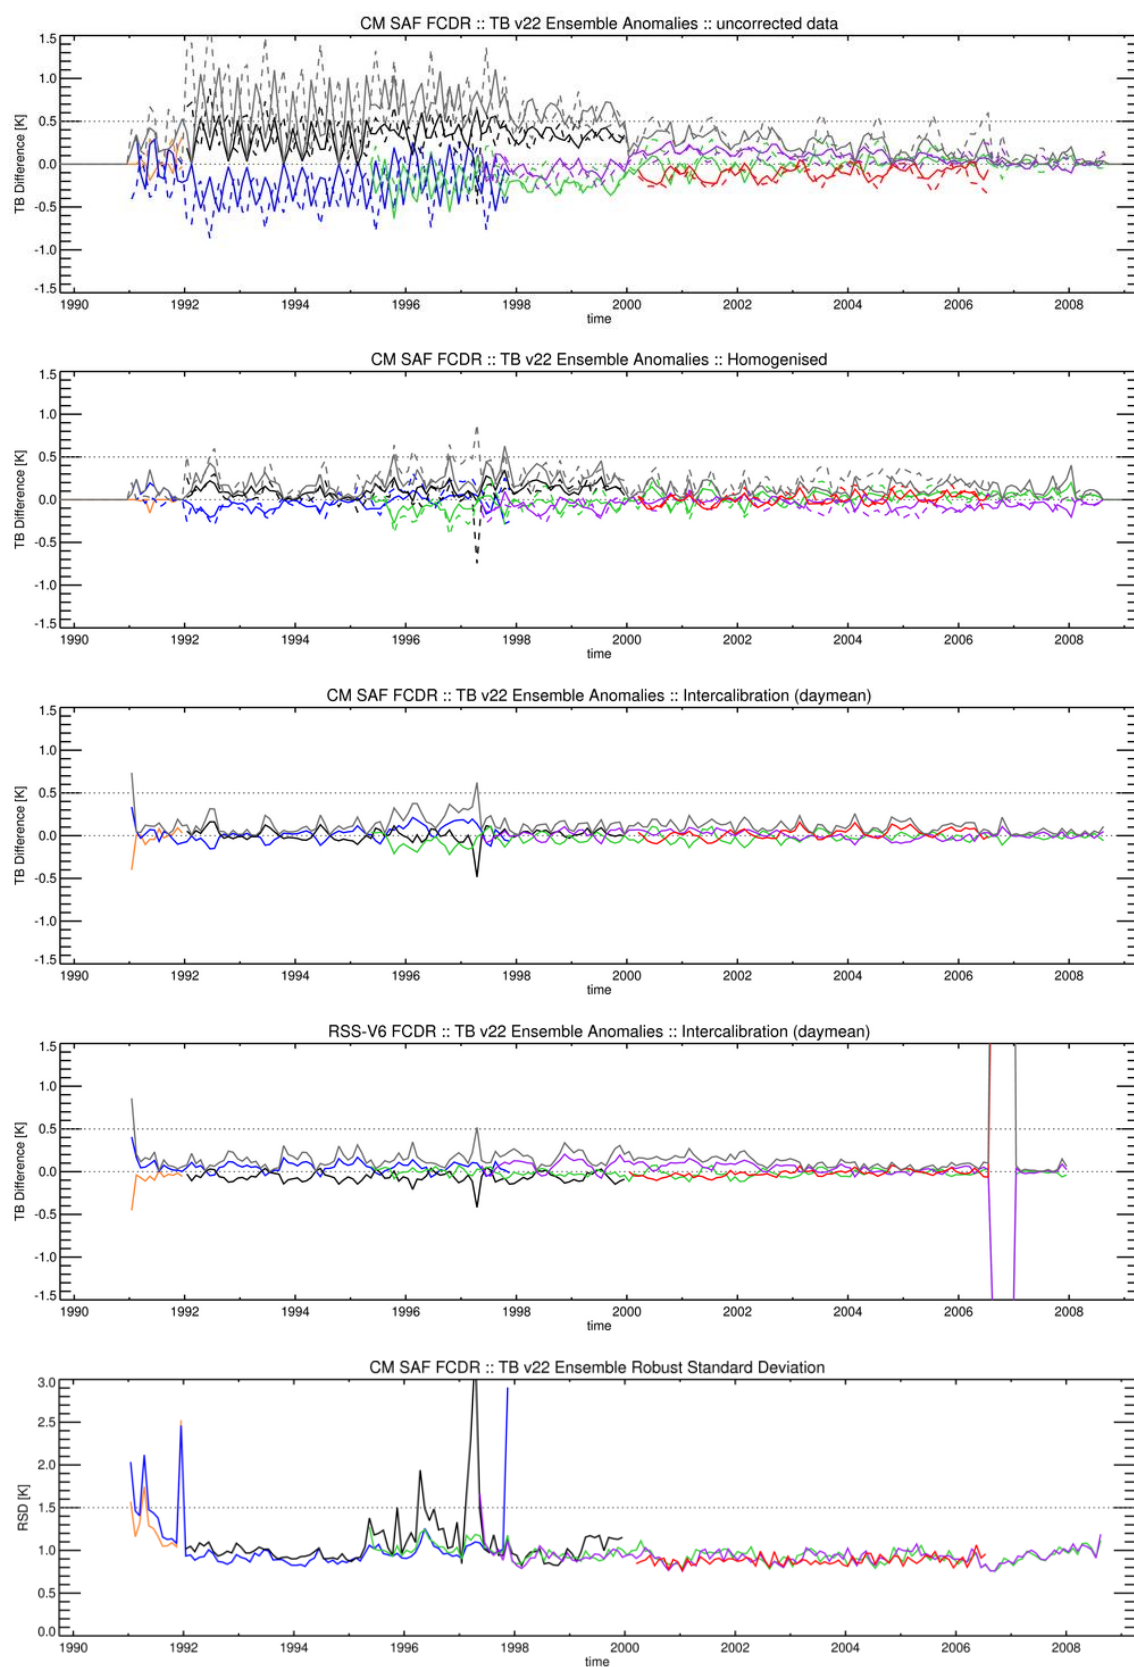 CM SAF FCDR :: TB v22 Ensemble Anomalies :: uncorrected data
TB Difference [K]
1.5
1.0
0.5
0.0
-0.5
-1.0
-1.5
1990 1992 1994 1996 1998 2000 2002 2004 2006 2008
time
CM SAF FCDR :: TB v22 Ensemble Anomalies :: Homogenised
TB Difference [K]
1.5
1.0
0.5
0.0
-0.5
-1.0
-1.5
1990 1992 1994 1996 1998 2000 2002 2004 2006 2008
time
CM SAF FCDR :: TB v22 Ensemble Anomalies :: Intercalibration (daymean)
TB Difference [K]
1.5
1.0
0.5
0.0
-0.5
-1.0
-1.5
1990 1992 1994 1996 1998 2000 2002 2004 2006 2008
time
RSS-V6 FCDR :: TB v22 Ensemble Anomalies :: Intercalibration (daymean)
TB Difference [K]
1.5
1.0
0.5
0.0
-0.5
-1.0
-1.5
1990 1992 1994 1996 1998 2000 2002 2004 2006 2008
time
CM SAF FCDR :: TB v22 Ensemble Robust Standard Deviation
RSD [K]
3.0
2.5
2.0
1.5
1.0
0.5
0.0
1990 1992 1994 1996 1998 2000 2002 2004 2006 2008
time